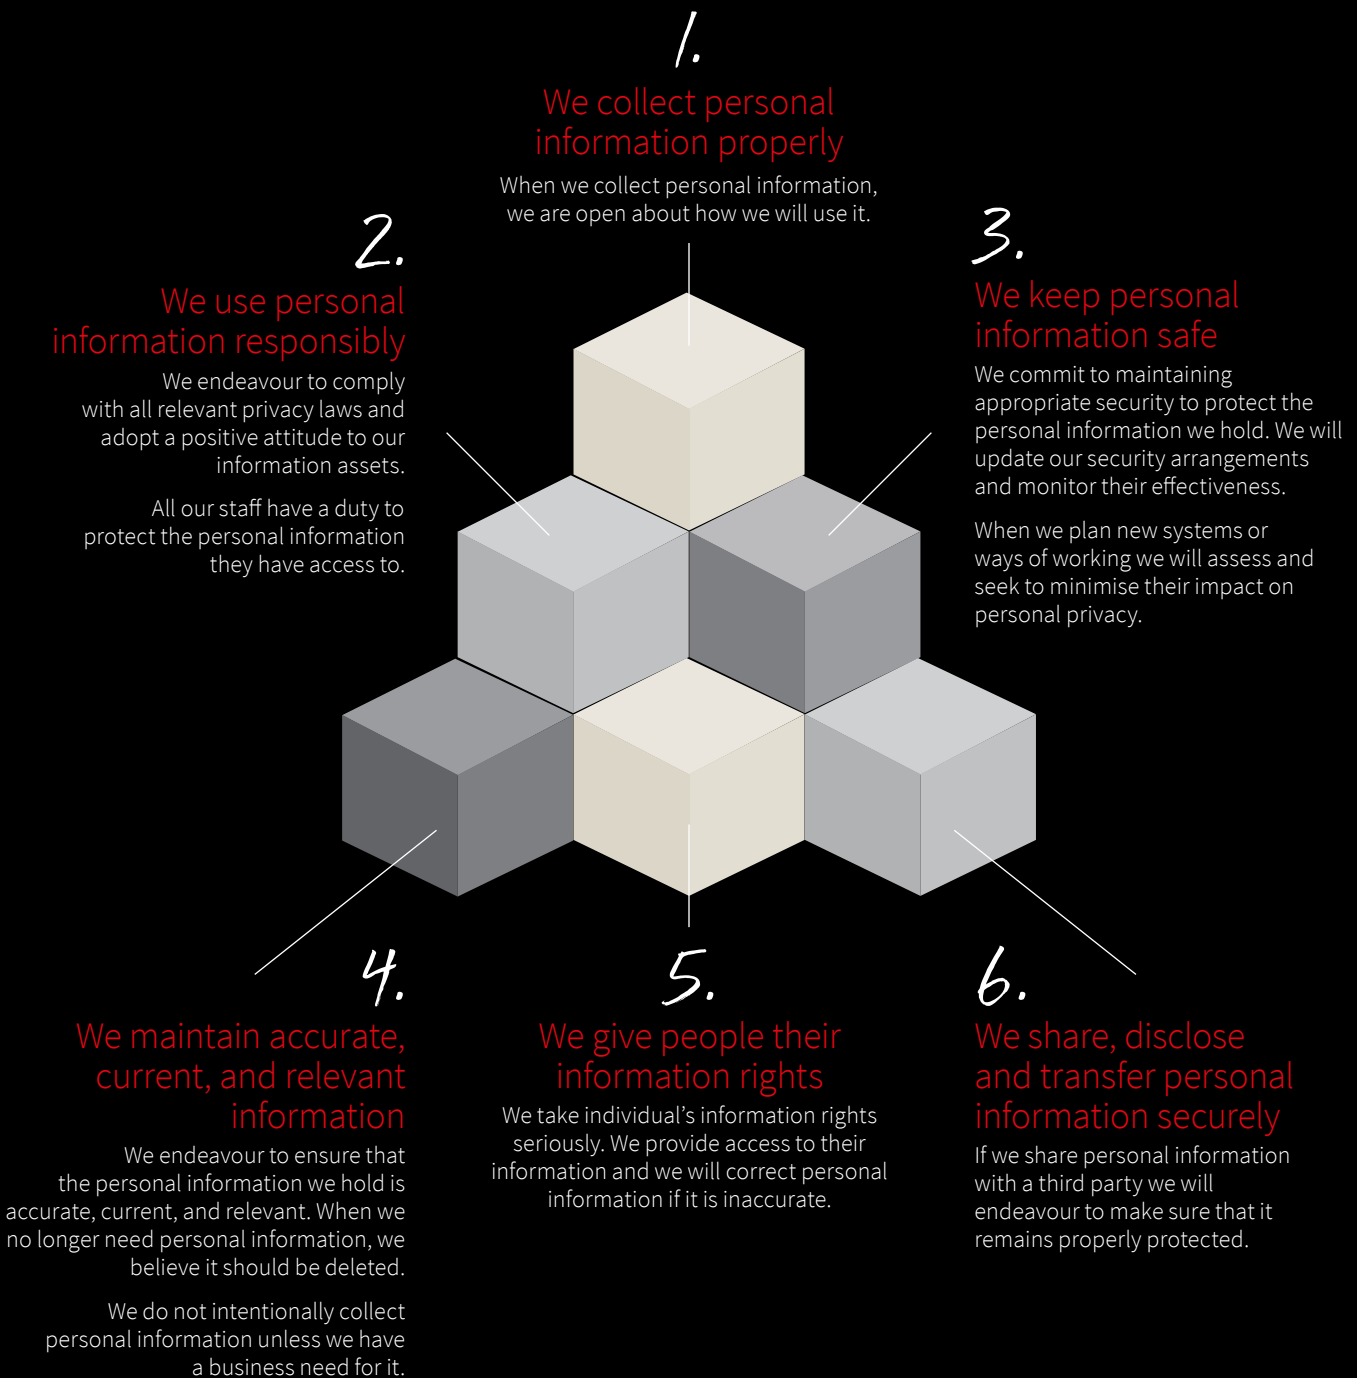 1.
We collect personal
information properly
When we collect personal information,
we are open about how we will use it.
2.
We use personal
information responsibly
We endeavour to comply
with all relevant privacy laws and
adopt a positive attitude to our
information assets.
All our staff have a duty to
protect the personal information
they have access to.
3.
We keep personal
information safe
We commit to maintaining
appropriate security to protect the
personal information we hold. We will
update our security arrangements
and monitor their effectiveness.
When we plan new systems or
ways of working we will assess and
seek to minimise their impact on
personal privacy.
4.
We maintain accurate,
current, and relevant
information
We endeavour to ensure that
the personal information we hold is
accurate, current, and relevant. When we
no longer need personal information, we
believe it should be deleted.
We do not intentionally collect
personal information unless we have
a business need for it.
5.
We give people their
information rights
We take individual’s information rights
seriously. We provide access to their
information and we will correct personal
information if it is inaccurate.
6.
We share, disclose
and transfer personal
information securely
If we share personal information
with a third party we will
endeavour to make sure that it
remains properly protected.